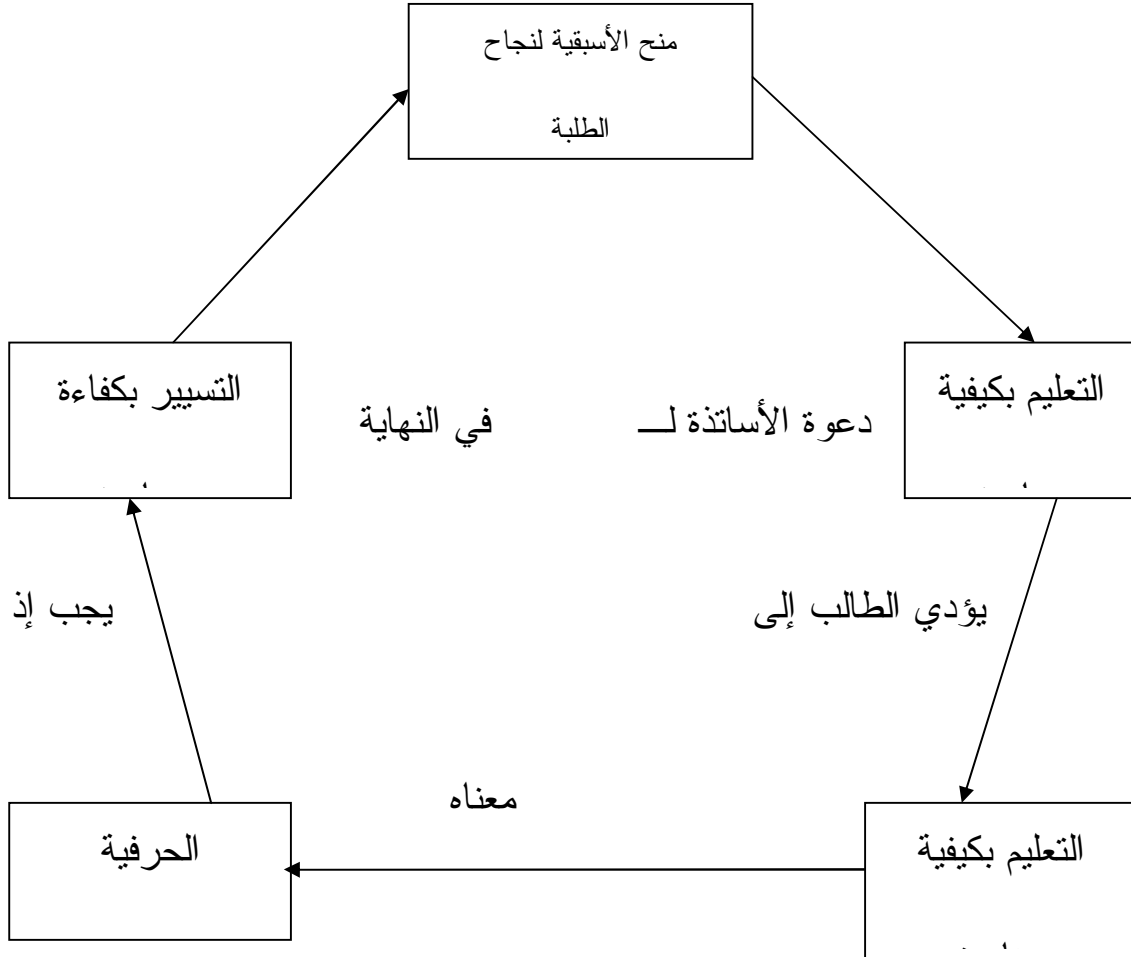 منح الأسبقية لنجاح
الطلبة
التعليم بكيفية
دعوة الأساتذة لـــ
في النهاية
التسيير بكفاءة
يؤدي الطالب إلى
يجب إذ
معناه
التعليم بكيفية
الحرفية